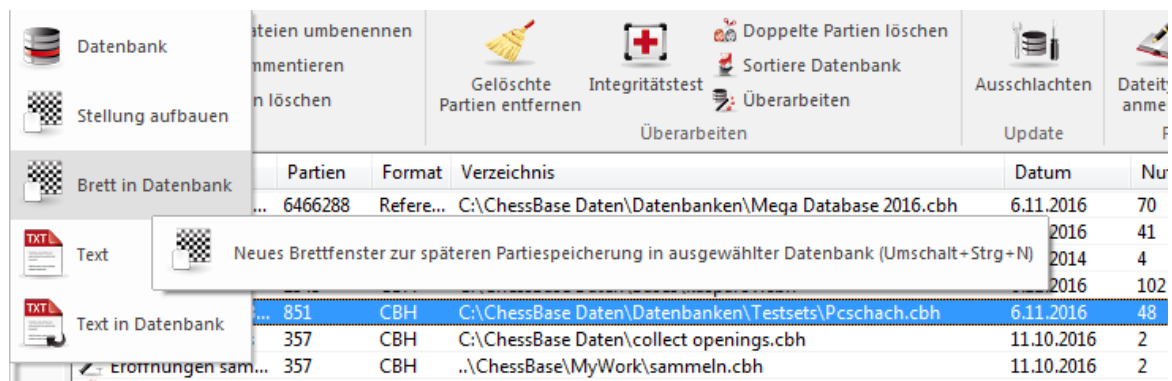 Datenbank
Stellung aufbauen
Brett in Datenbank
Text
Text in Datenbank
ateien umbenennen
mmentieren
n löschen
Gelöschte
Partien entfernen
Integritätstest
Doppelte Partien löschen
Sortiere Datenbank
Überarbeiten
Überarbeiten
Ausschlachten
Update
Dateity
anme
Partien Format Verzeichnis Datum Nut
... 6466288 Refere... C:\ChessBase Daten\Datenbanken\Mega Database 2016.cbh 6.11.2016 70
2016 41
Neues Brettfenster zur späteren Partiespeicherung in ausgewählter Datenbank (Umschalt+Strg+N)
2014 4
2016 102
... 851 CBH C:\ChessBase Daten\Datenbanken\Testsets\Pcschach.cbh 6.11.2016 48
357 CBH C:\ChessBase Daten\collect openings.cbh 11.10.2016 2
Eröffnungen sam... 357 CBH ..\ChessBase\MyWork\sammeln.cbh 11.10.2016 2